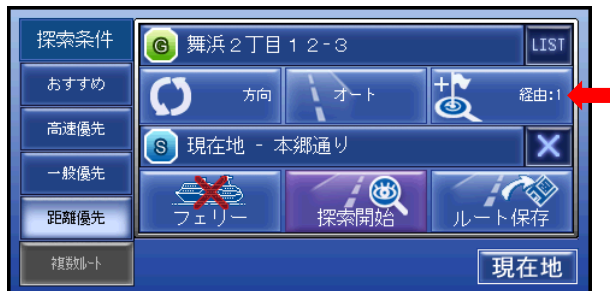 探索条件
おすすめ
高速優先
一般優先
距離優先
複数ルート
G 舞浜2丁目12-3 LIST
方向 オート 経由:1
S 現在地 - 本郷通り
フェリー 探索開始 ルート保存
現在地